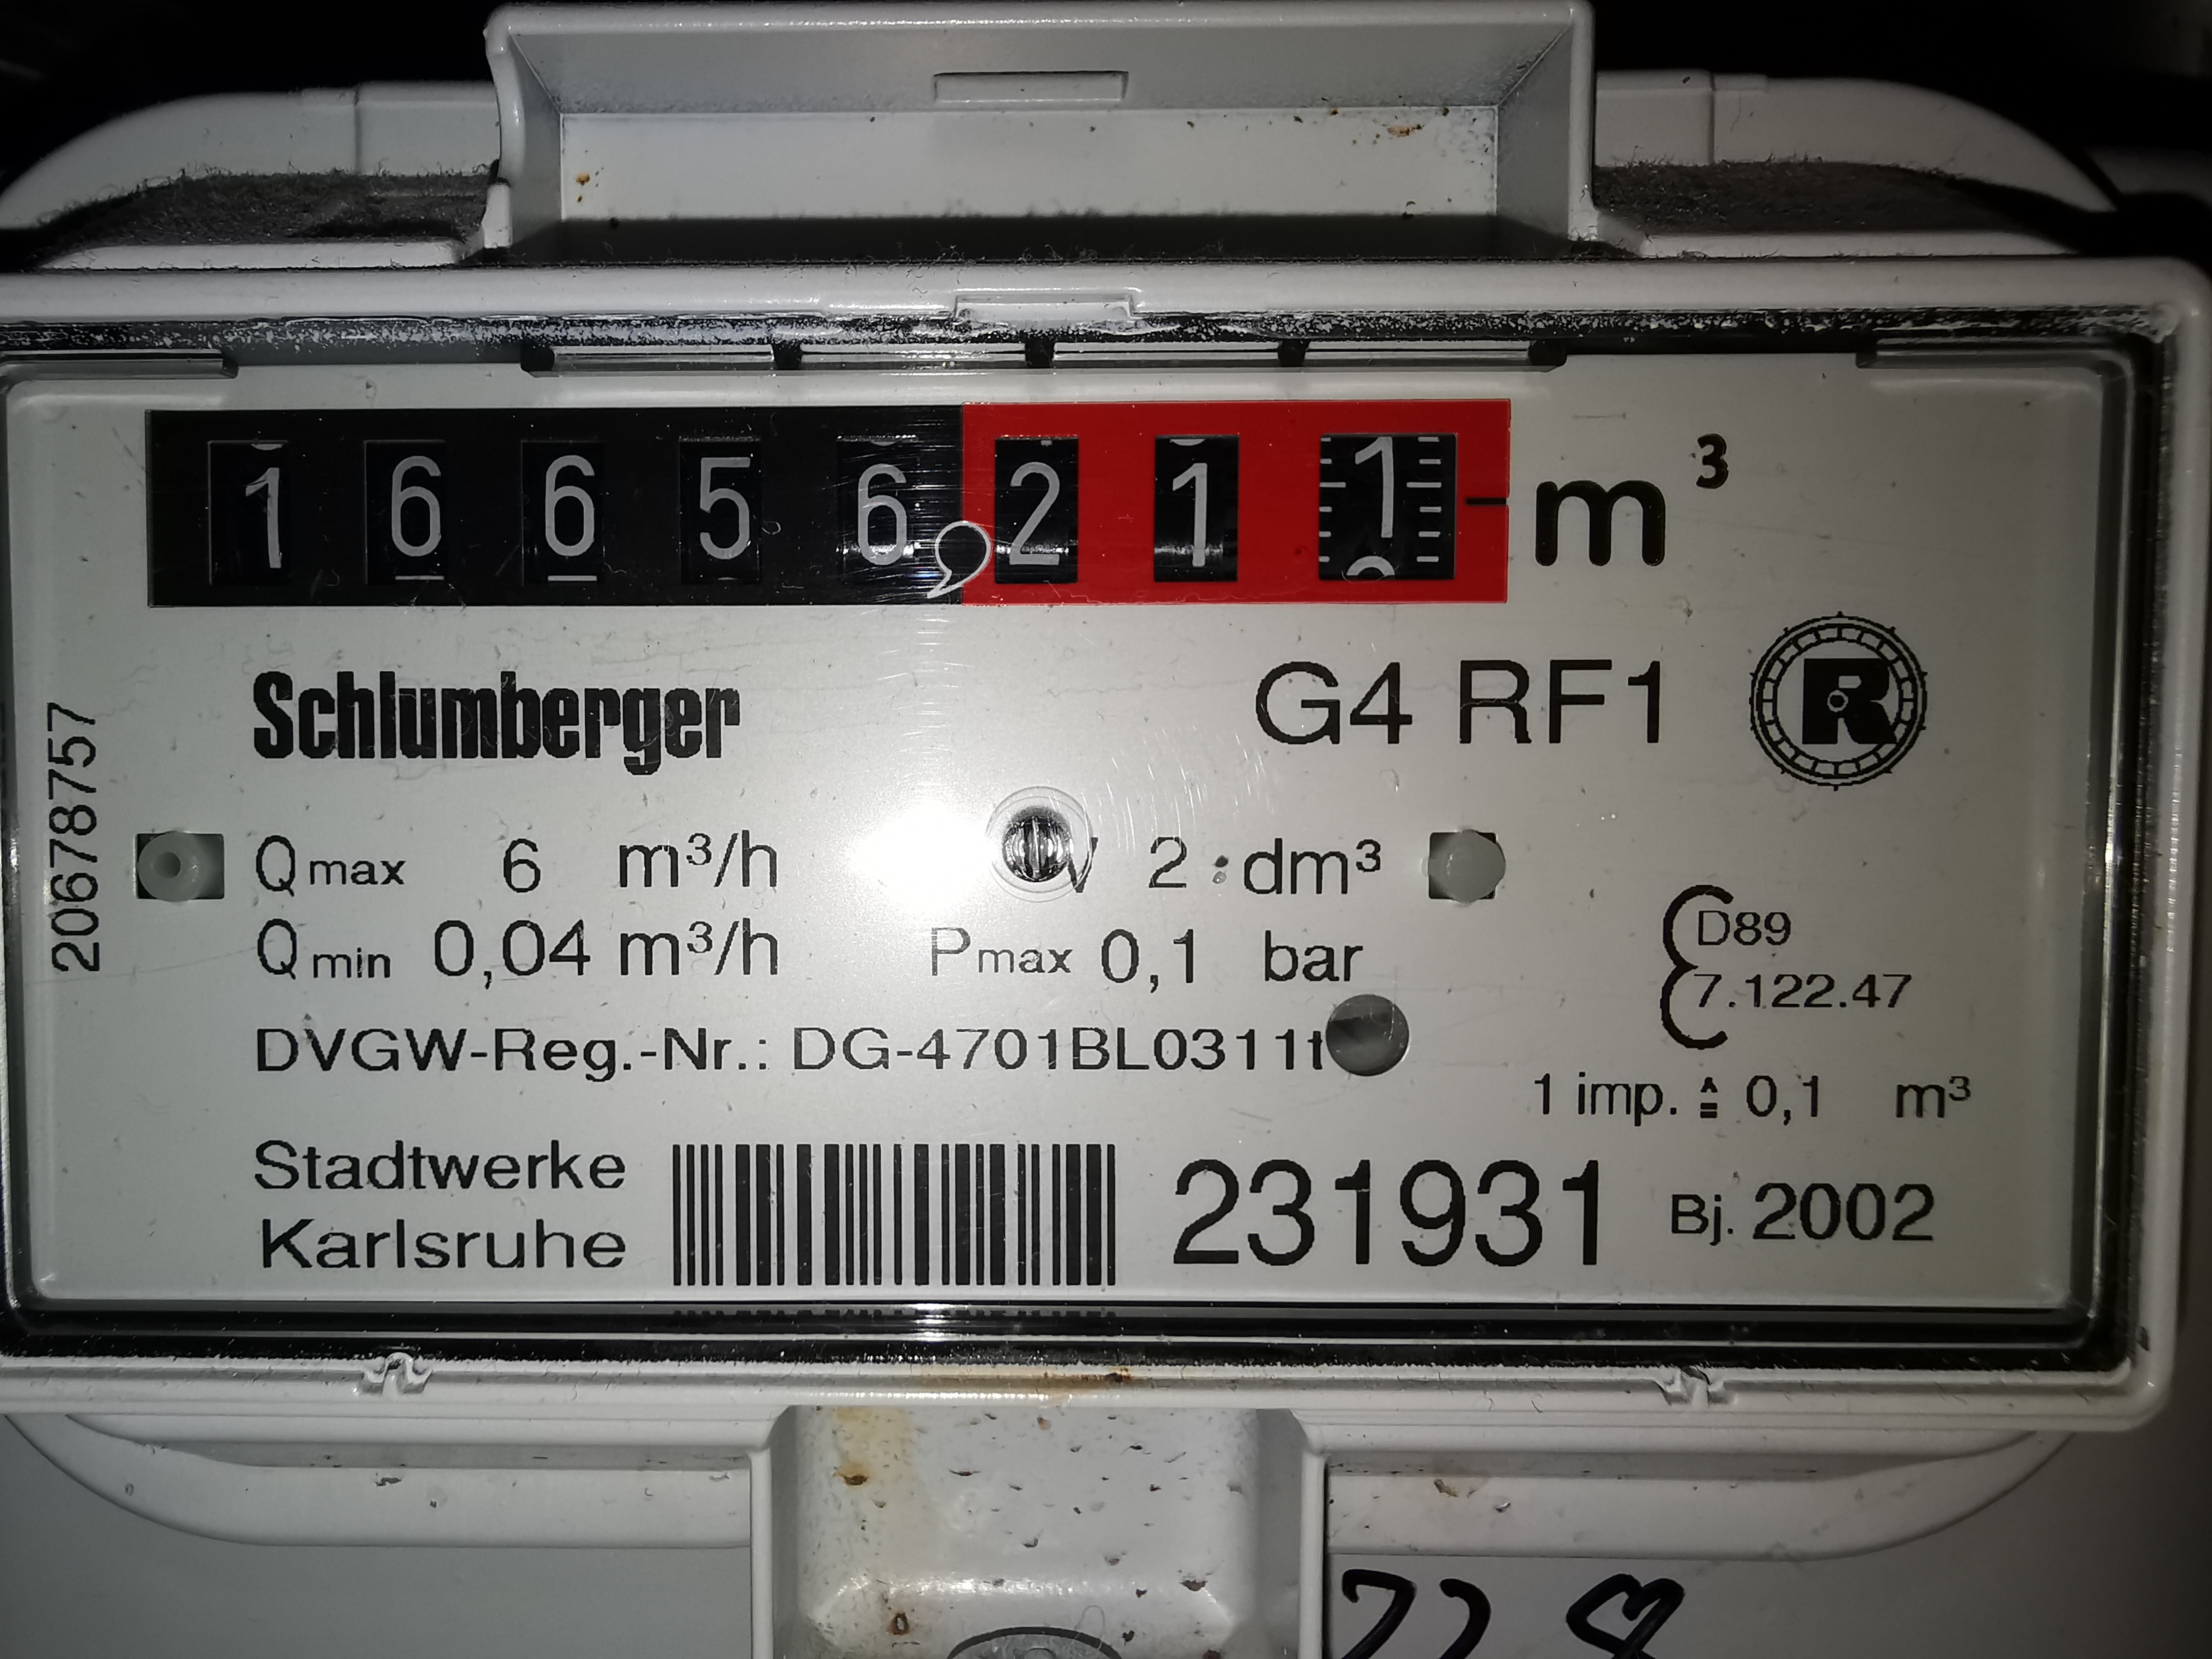 16656,211 m³
Schlumberger G4 RF1 R
20678757
Qmax 6 m³/h V 2 dm³
Qmin 0,04 m³/h Pmax 0,1 bar
D89
7.122.47
DVGW-Reg.-Nr.: DG-4701BL0311t
1 imp. ≙ 0,1 m³
Stadtwerke
Karlsruhe
231931 Bj. 2002